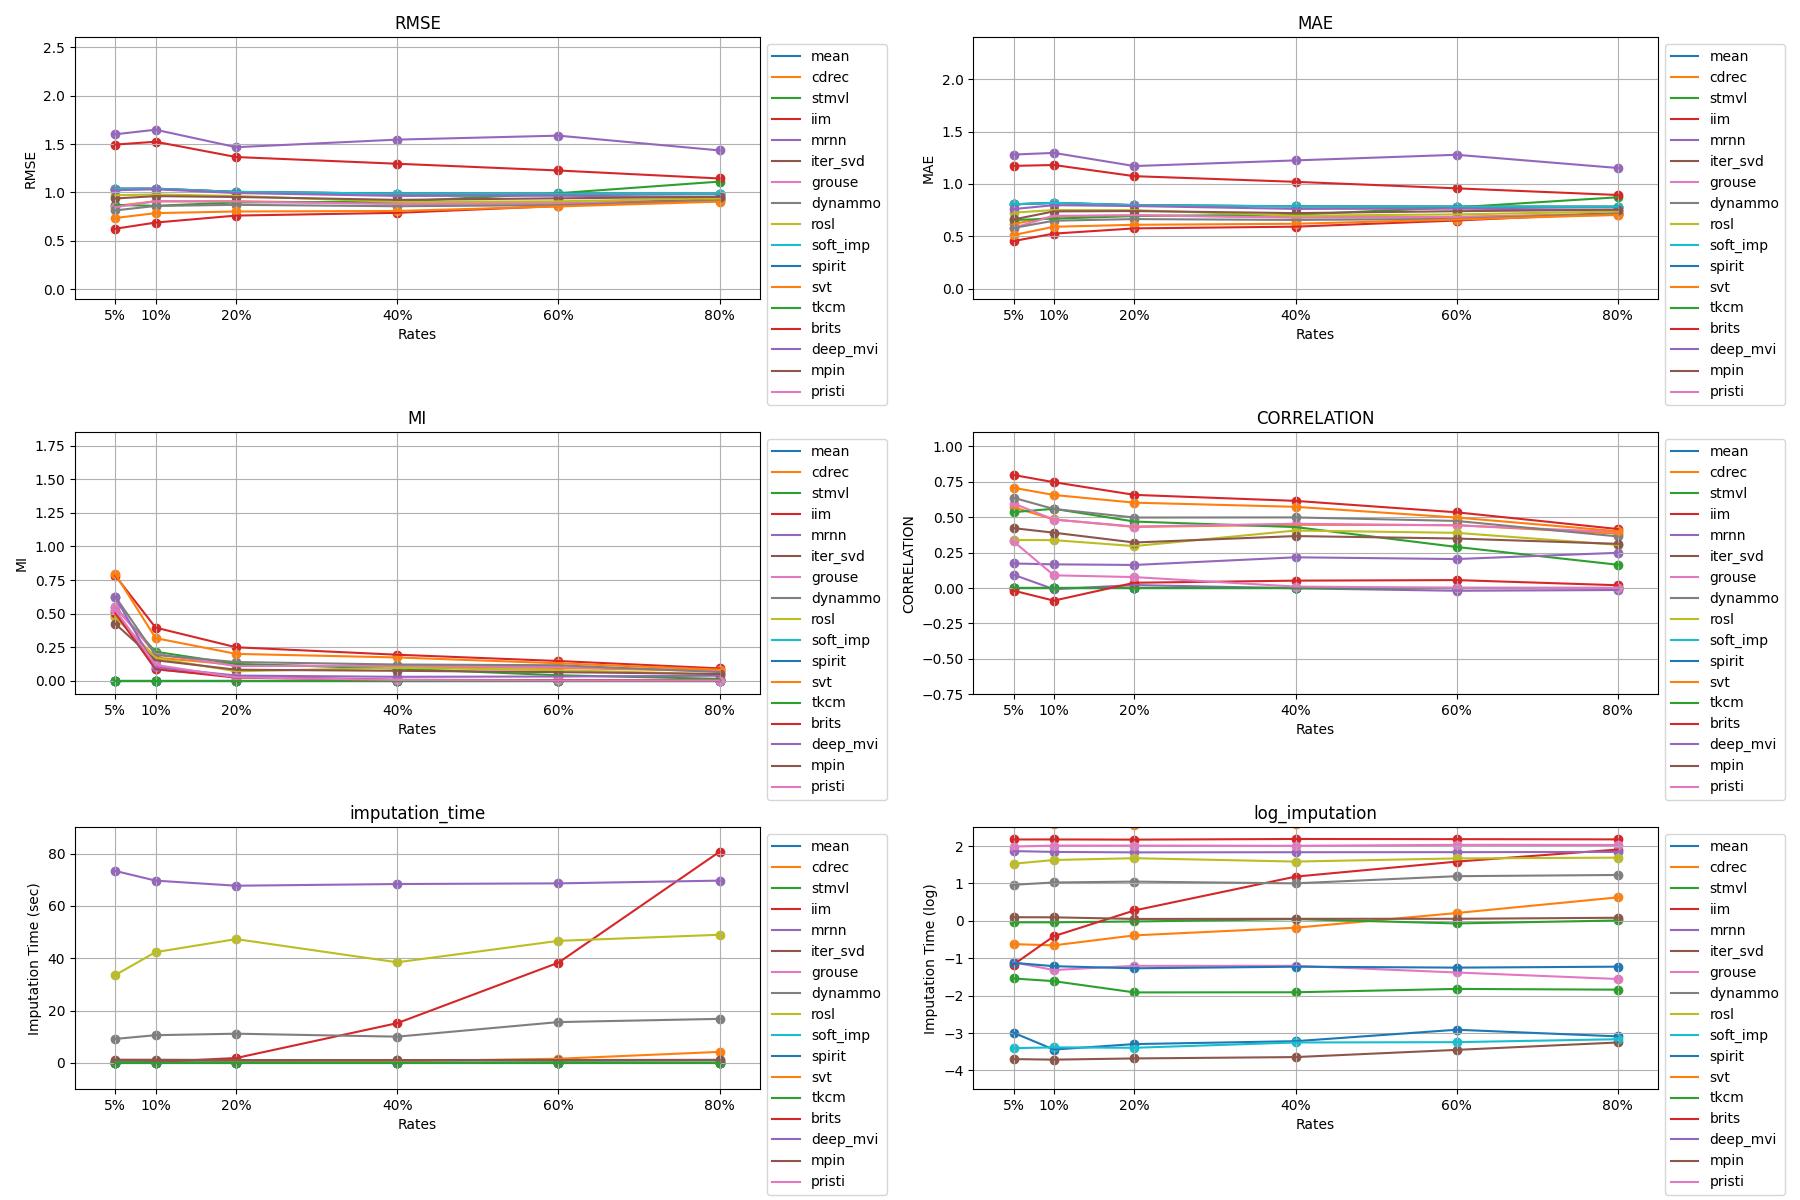 RMSE
2.5
2.0
1.5
1.0
0.5
0.0
RMSE
5% 10% 20% 40% 60% 80%
Rates
mean
cdrec
stmvl
iim
mrnn
iter_svd
grouse
dynammo
rosl
soft_imp
spirit
svt
tkcm
brits
deep_mvi
mpin
pristi
MAE
2.0
1.5
1.0
0.5
0.0
MAE
5% 10% 20% 40% 60% 80%
Rates
mean
cdrec
stmvl
iim
mrnn
iter_svd
grouse
dynammo
rosl
soft_imp
spirit
svt
tkcm
brits
deep_mvi
mpin
pristi
MI
1.75
1.50
1.25
1.00
0.75
0.50
0.25
0.00
MI
5% 10% 20% 40% 60% 80%
Rates
mean
cdrec
stmvl
iim
mrnn
iter_svd
grouse
dynammo
rosl
soft_imp
spirit
svt
tkcm
brits
deep_mvi
mpin
pristi
CORRELATION
1.00
0.75
0.50
0.25
0.00
−0.25
−0.50
−0.75
CORRELATION
5% 10% 20% 40% 60% 80%
Rates
mean
cdrec
stmvl
iim
mrnn
iter_svd
grouse
dynammo
rosl
soft_imp
spirit
svt
tkcm
brits
deep_mvi
mpin
pristi
imputation_time
80
60
40
20
0
Imputation Time (sec)
5% 10% 20% 40% 60% 80%
Rates
mean
cdrec
stmvl
iim
mrnn
iter_svd
grouse
dynammo
rosl
soft_imp
spirit
svt
tkcm
brits
deep_mvi
mpin
pristi
log_imputation
2
1
0
−1
−2
−3
−4
Imputation Time (log)
5% 10% 20% 40% 60% 80%
Rates
mean
cdrec
stmvl
iim
mrnn
iter_svd
grouse
dynammo
rosl
soft_imp
spirit
svt
tkcm
brits
deep_mvi
mpin
pristi